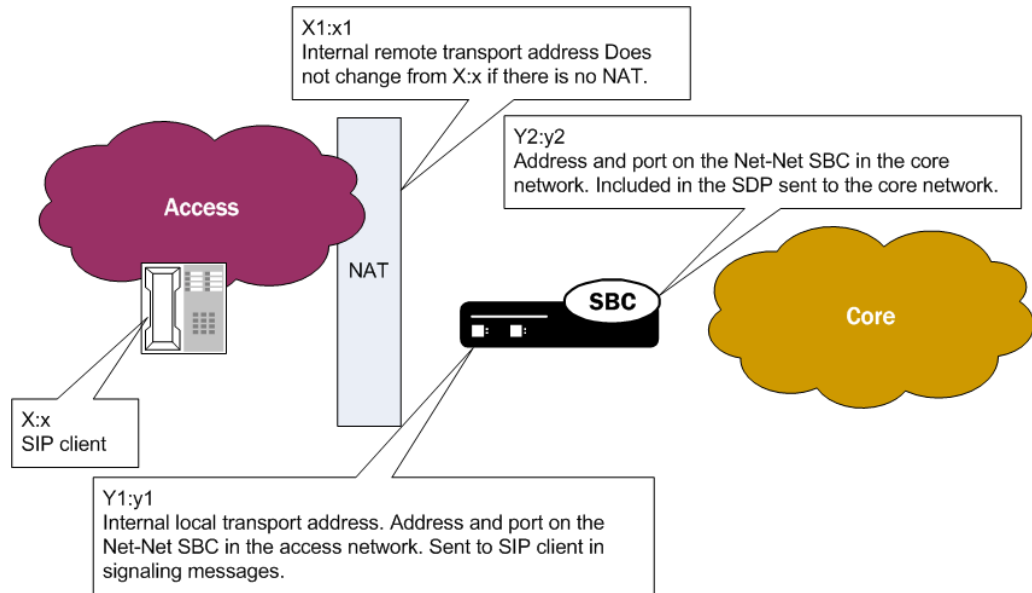 X1:x1
Internal remote transport address Does
not change from X:x if there is no NAT.
Y2:y2
Address and port on the Net-Net SBC in the core
network. Included in the SDP sent to the core network.
Access
NAT
SBC
Core
X:x
SIP client
Y1:y1
Internal local transport address. Address and port on the
Net-Net SBC in the access network. Sent to SIP client in
signaling messages.